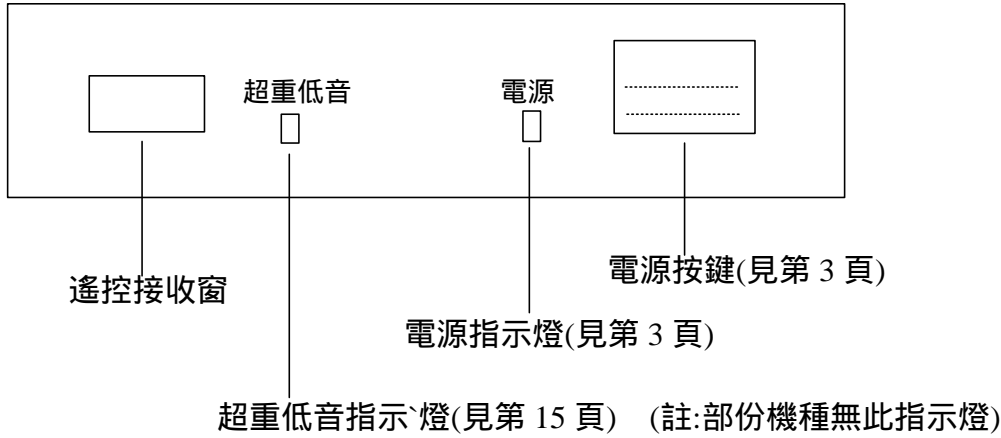 超重低音 電源
電源按鍵(見第 3 頁)
遙控接收窗
電源指示燈(見第 3 頁)
超重低音指示`燈(見第 15 頁) (註:部份機種無此指示燈)